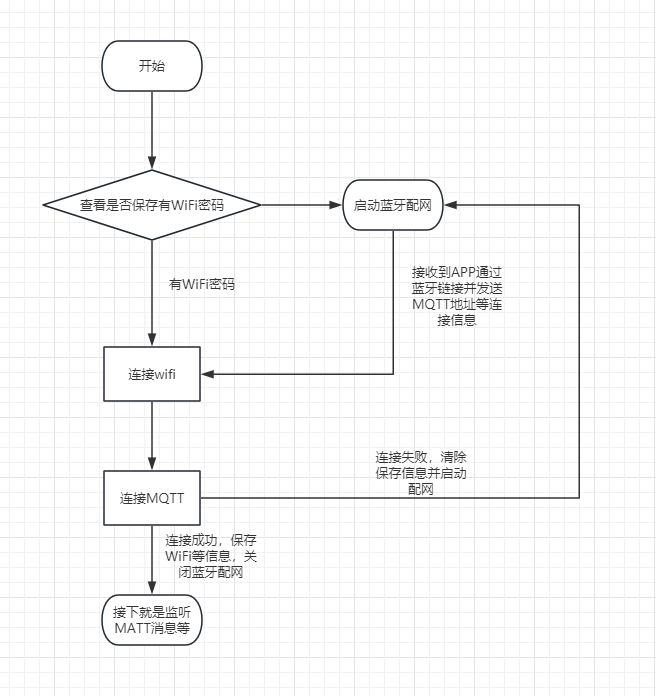 开始
查看是否保存有WiFi密码
启动蓝牙配网
有WiFi密码
接收到APP通过
蓝牙链接并发送
MQTT地址等连
接信息
连接wifi
连接失败，清除
保存信息并启动
配网
连接MQTT
连接成功，保存
WiFi等信息，关
闭蓝牙配网
接下就是监听
MATT消息等